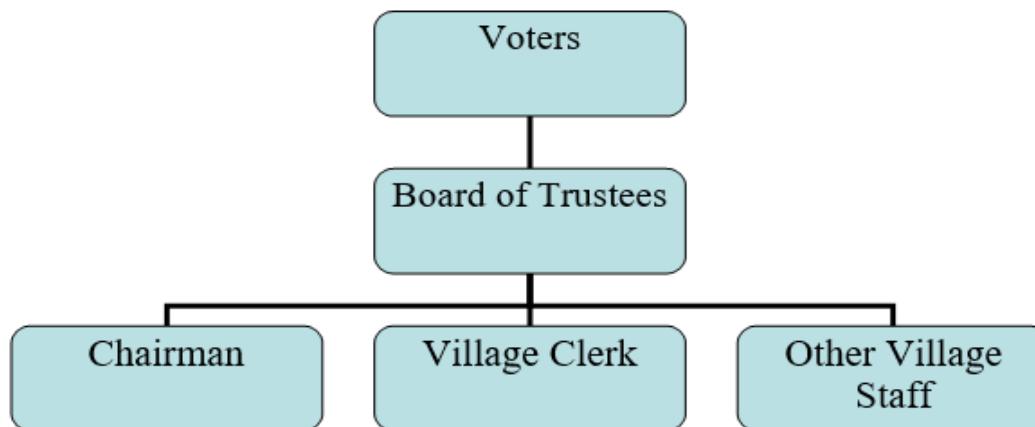 Voters
Board of Trustees
Chairman
Village Clerk
Other Village
Staff